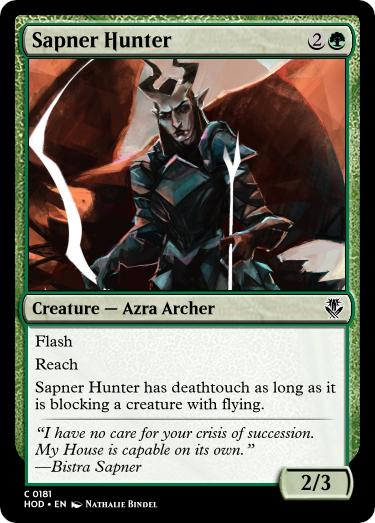 Sapner Hunter 2
Creature — Azra Archer
Flash
Reach
Sapner Hunter has deathtouch as long as it
is blocking a creature with flying.
“I have no care for your crisis of succession.
My House is capable on its own.”
—Bistra Sapner
2/3
C 0181
HOD • EN Nathalie Bindel